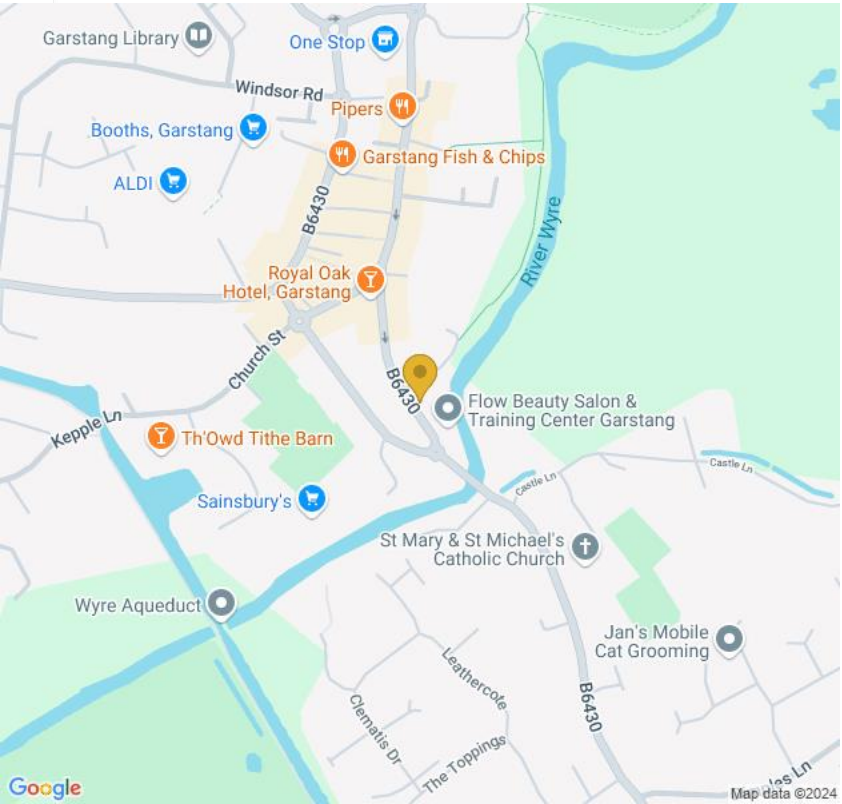 Garstang Library
One Stop
Windsor Rd
Pipers
Booths, Garstang
Garstang Fish & Chips
ALDI
B6430
River Wyre
Royal Oak
Hotel, Garstang
Church St
B6430
Flow Beauty Salon &
Training Center Garstang
Kepple Ln
Th'Owd Tithe Barn
Castle Ln
Castle Ln
Sainsbury's
St Mary & St Michael's
Catholic Church
Wyre Aqueduct
Jan's Mobile
Cat Grooming
Leathercote
B6430
Clematis Dr
The Toppings
Ln
Google
Map data ©2024